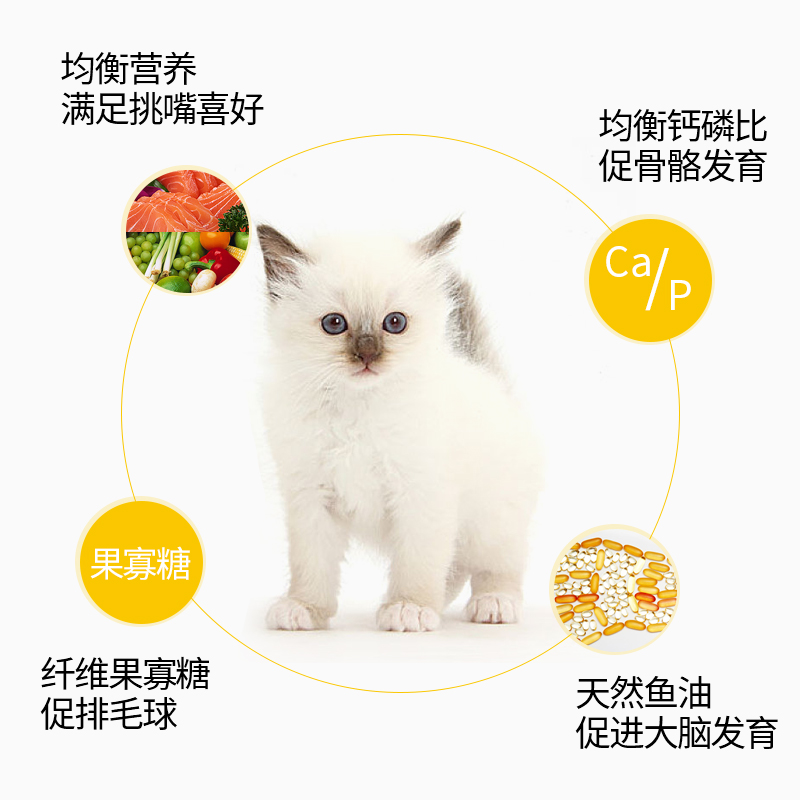 均衡营养
满足挑嘴喜好
均衡钙磷比
促骨骼发育
Ca/P
果寡糖
纤维果寡糖
促排毛球
天然鱼油
促进大脑发育